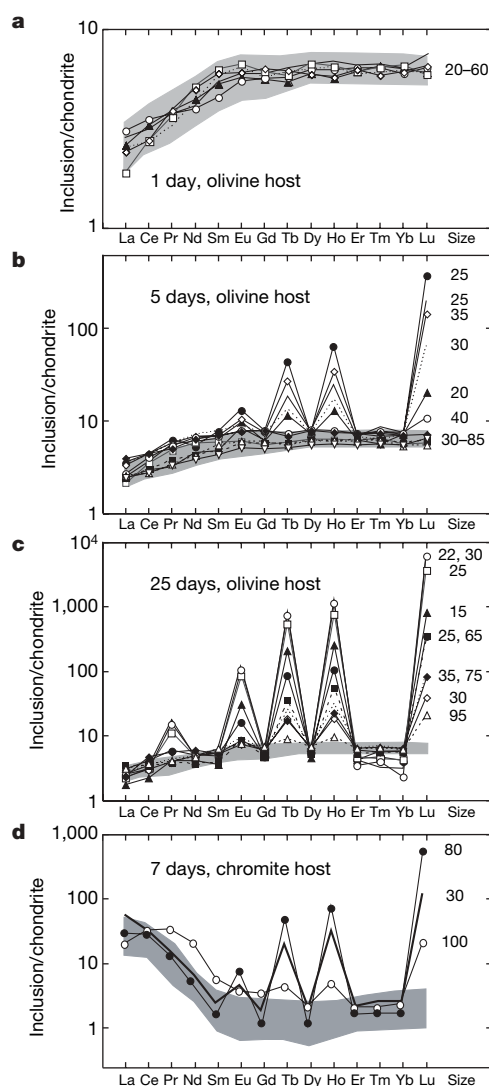 a
10
20–60
Inclusion/chondrite
1 day, olivine host
1
La Ce Pr Nd Sm Eu Gd Tb Dy Ho Er Tm Yb Lu Size
b
25
25
35
100
5 days, olivine host
30
Inclusion/chondrite
20
10
40
30–85
1
La Ce Pr Nd Sm Eu Gd Tb Dy Ho Er Tm Yb Lu Size
c
10⁴
22, 30
25
1,000
25 days, olivine host
15
Inclusion/chondrite
25, 65
100
35, 75
30
10
95
1
La Ce Pr Nd Sm Eu Gd Tb Dy Ho Er Tm Yb Lu Size
d
1,000
80
7 days, chromite host
100
30
Inclusion/chondrite
100
10
1
La Ce Pr Nd Sm Eu Gd Tb Dy Ho Er Tm Yb Lu Size